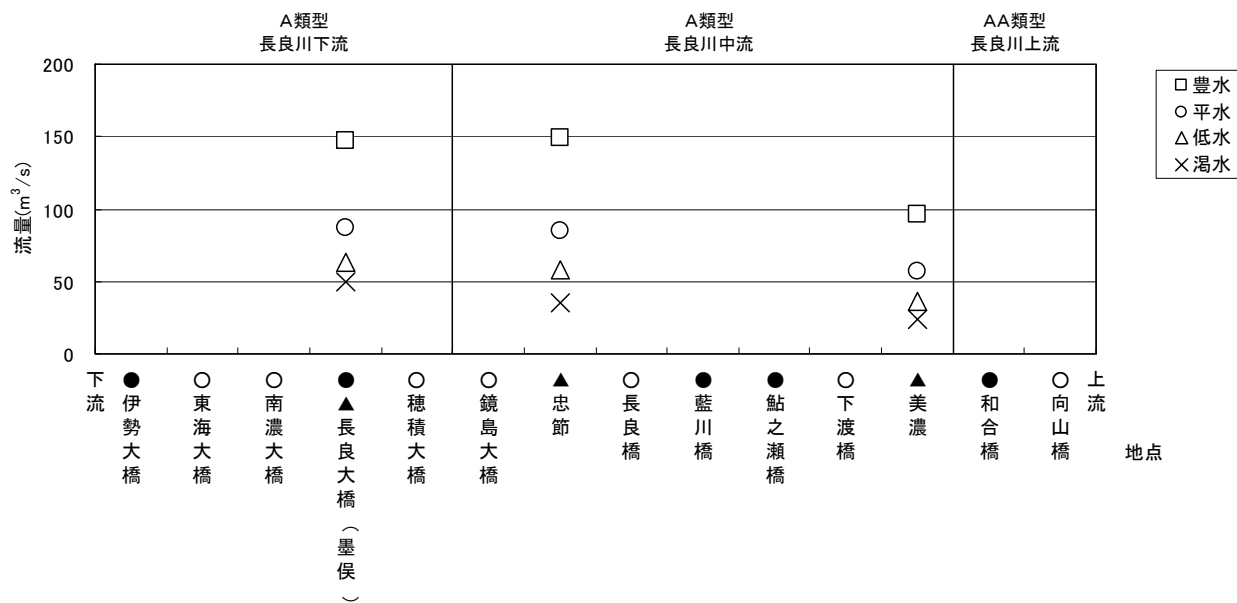 A類型
長良川下流
A類型
長良川中流
AA類型
長良川上流
200
150
100
50
0
流量(m³/s)
□ 豊水
○ 平水
△ 低水
× 渇水
下流
●伊勢大橋
○東海大橋
○南濃大橋
●▲長良大橋(墨俣)
○穂積大橋
○鏡島大橋
▲忠節
○長良橋
●藍川橋
●鮎之瀬橋
○下渡橋
▲美濃
●和合橋
○向山橋
上流
地点